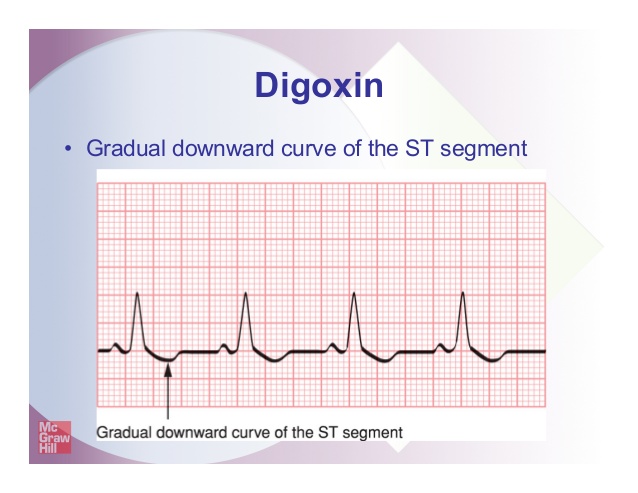 Digoxin
• Gradual downward curve of the ST segment
Gradual downward curve of the ST segment
Mc
Graw
Hill